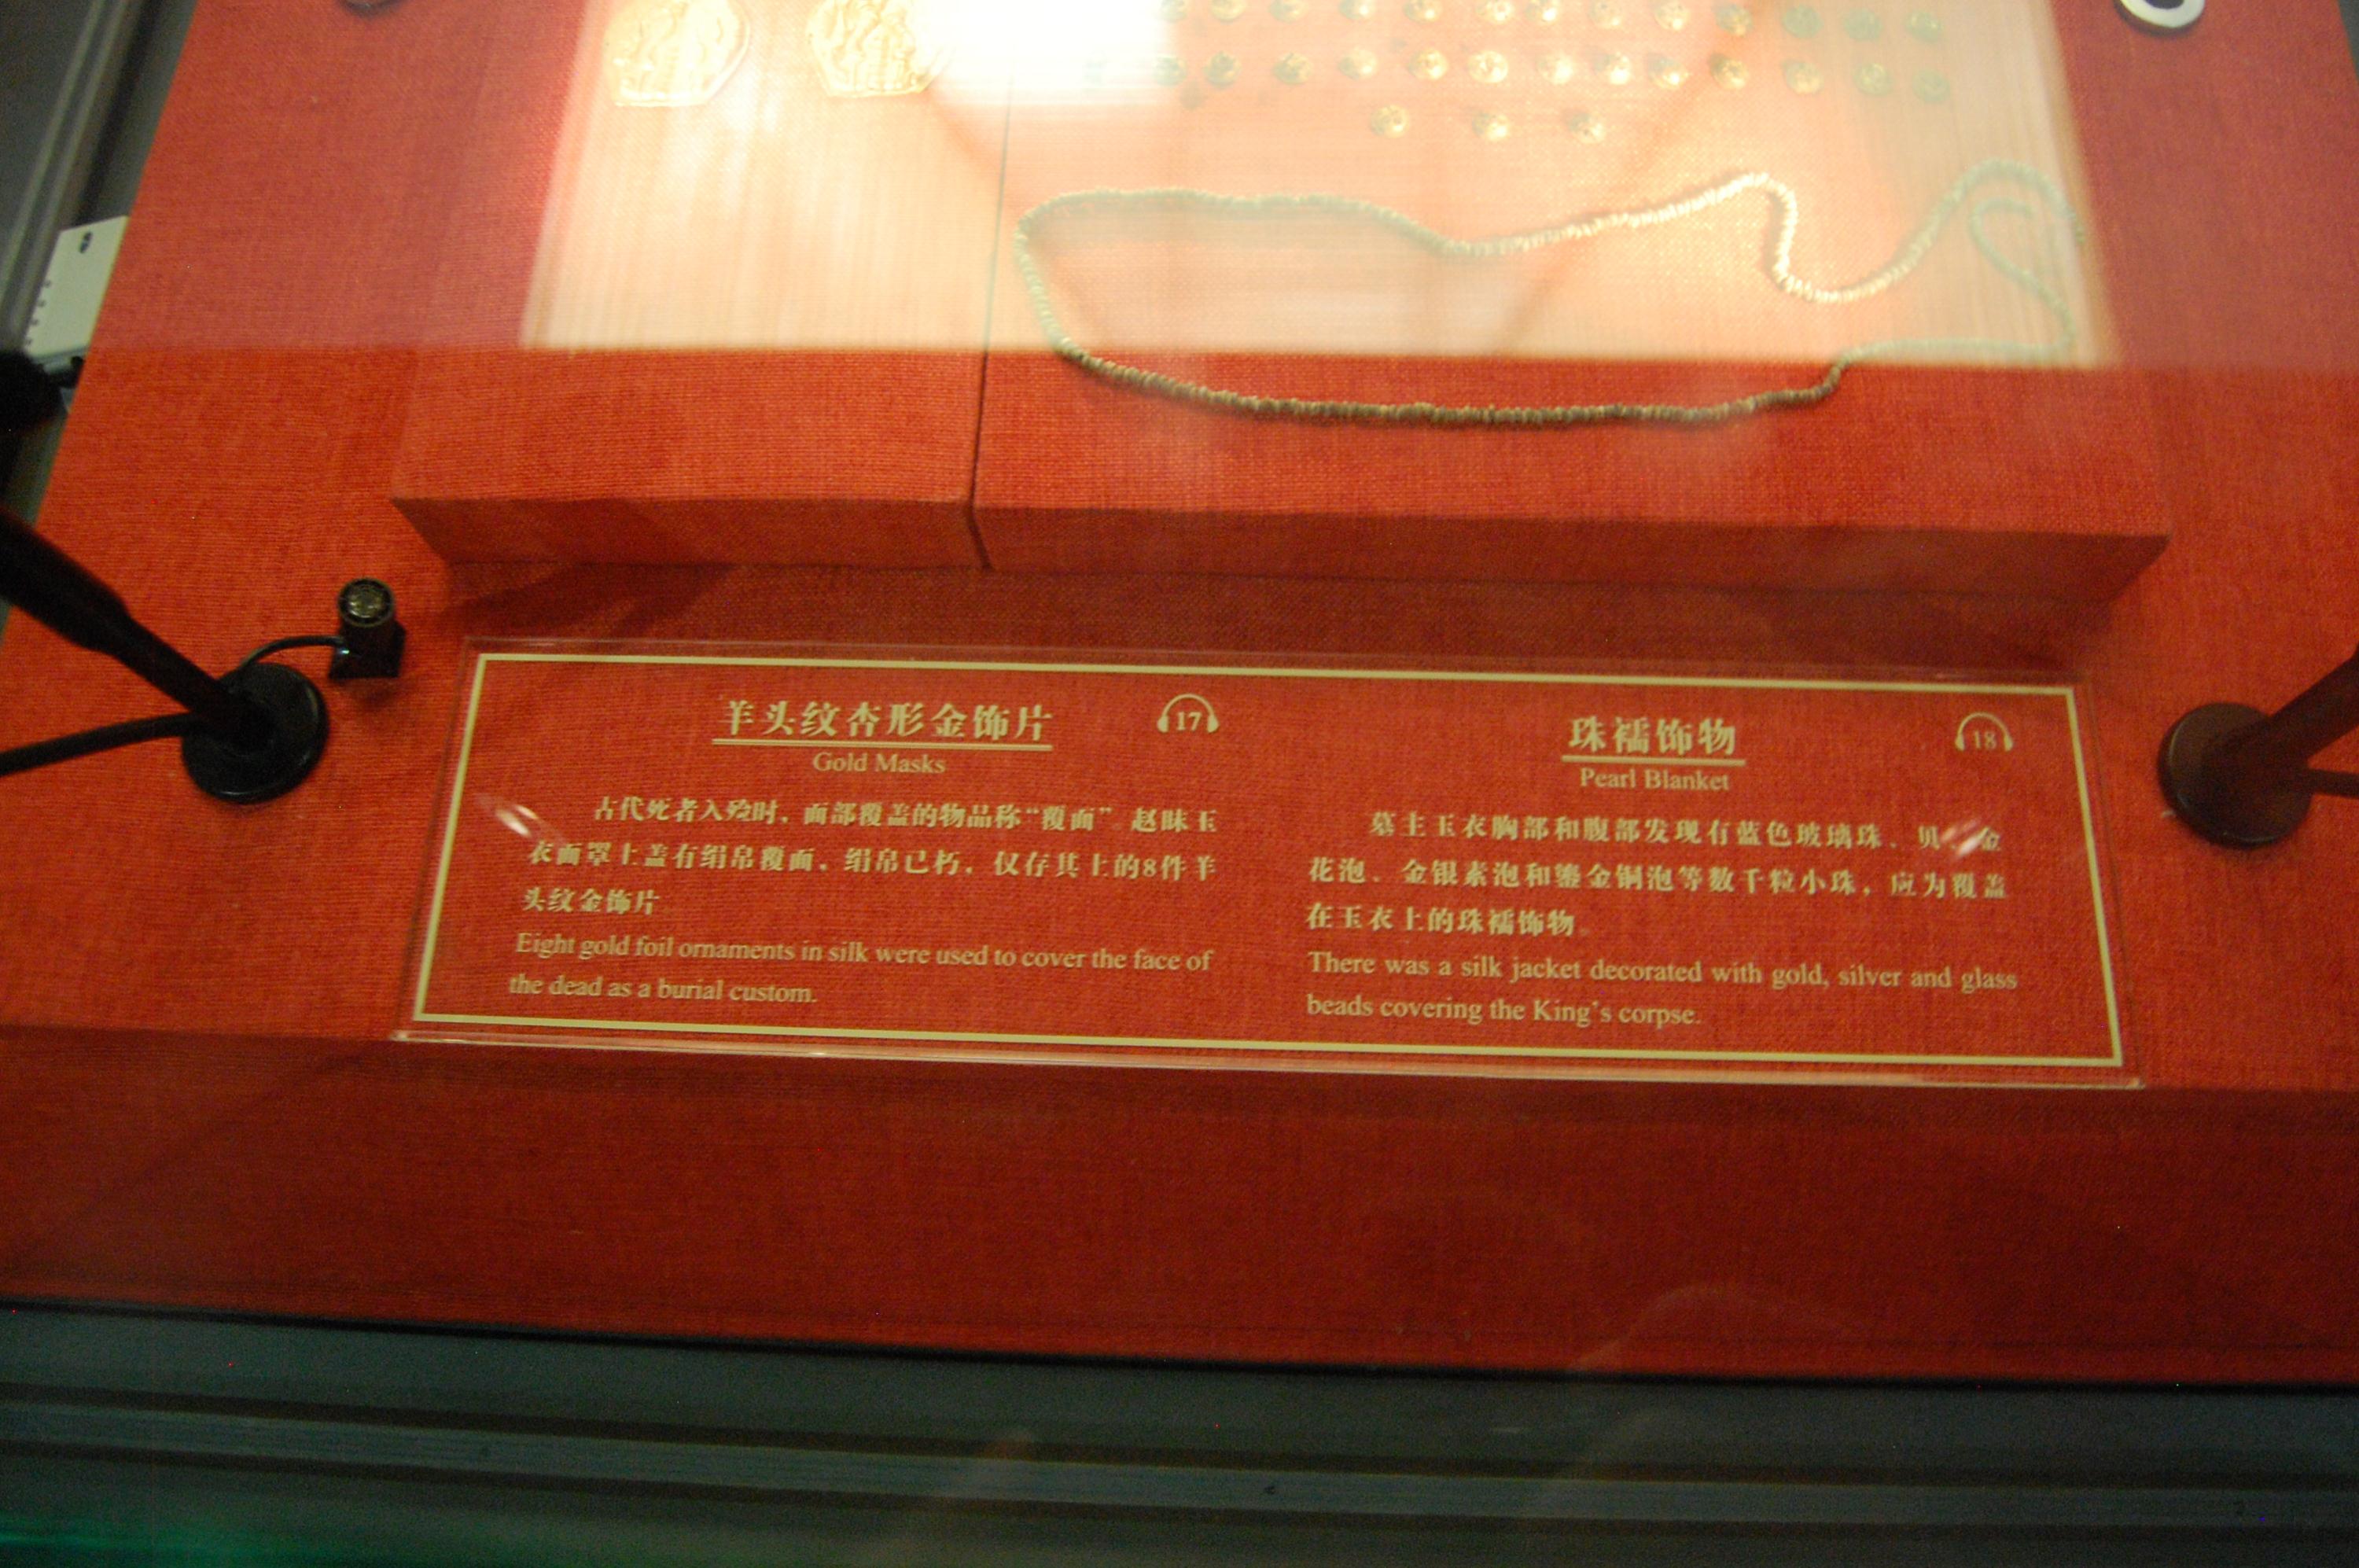 羊头纹杏形金饰片
17
Gold Masks
古代死者入殓时，面部覆盖的物品称“覆面”。赵眜玉
衣面罩上盖有绢帛覆面，绢帛已朽，仅存其上的8件羊
头纹金饰片。
Eight gold foil ornaments in silk were used to cover the face of
the dead as a burial custom.
珠襦饰物
18
Pearl Blanket
墓主玉衣胸部和腹部发现有蓝色玻璃珠、贝 金
花泡、金银素泡和鎏金铜泡等数千粒小珠，应为覆盖
在玉衣上的珠襦饰物。
There was a silk jacket decorated with gold, silver and glass
beads covering the King's corpse.